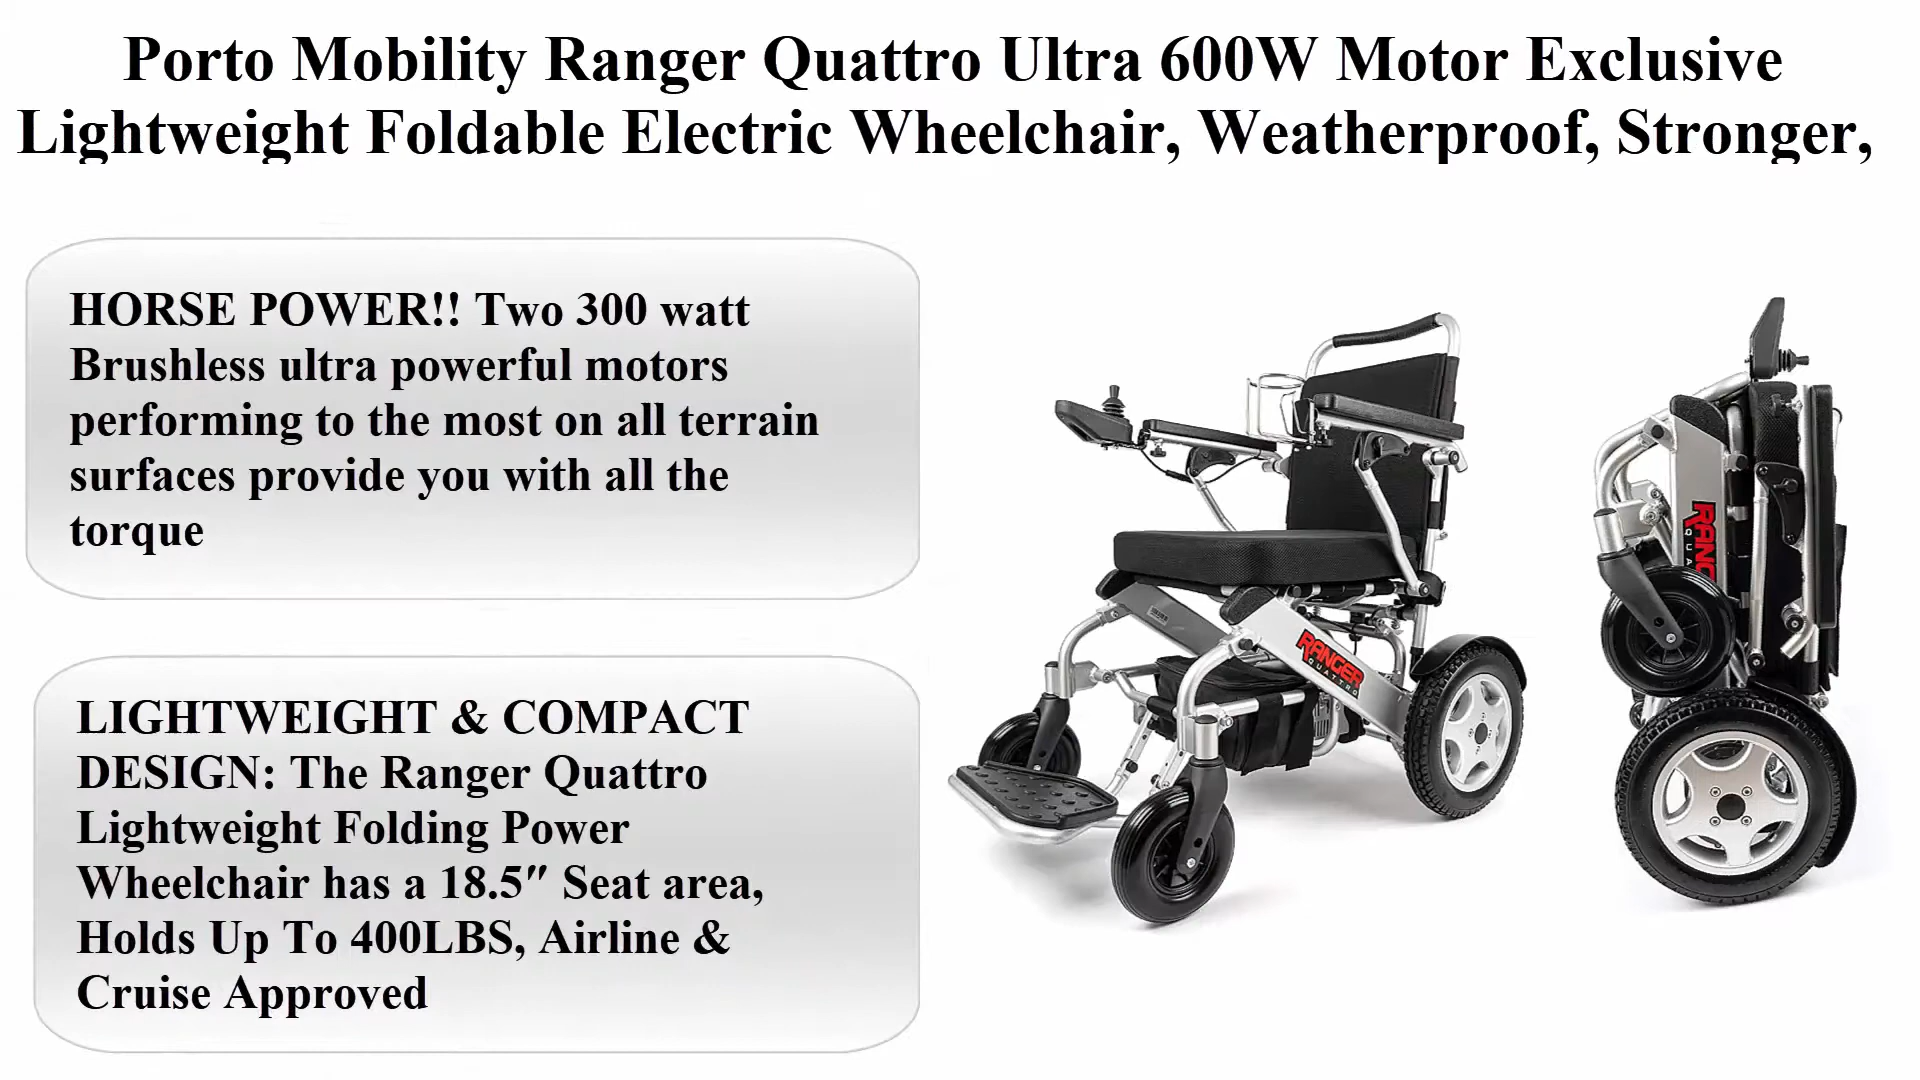 Porto Mobility Ranger Quattro Ultra 600W Motor Exclusive
Lightweight Foldable Electric Wheelchair, Weatherproof, Stronger,
HORSE POWER!! Two 300 watt
Brushless ultra powerful motors
performing to the most on all terrain
surfaces provide you with all the
torque
LIGHTWEIGHT & COMPACT
DESIGN: The Ranger Quattro
Lightweight Folding Power
Wheelchair has a 18.5″ Seat area,
Holds Up To 400LBS, Airline &
Cruise Approved
RANGER
QUATTRO
RANG
QUA